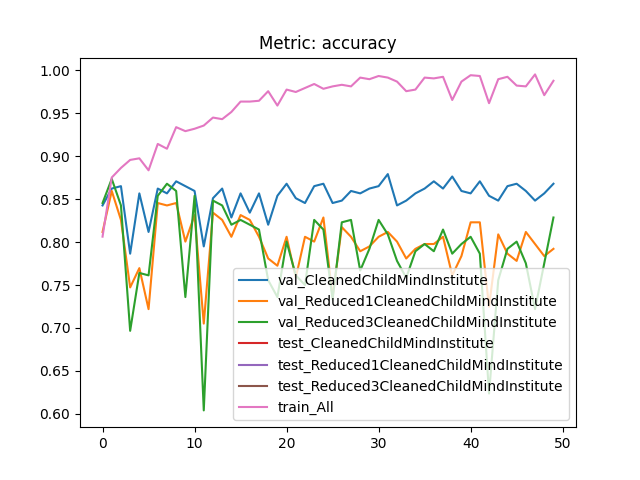 Metric: accuracy
1.00
0.95
0.90
0.85
0.80
0.75
0.70
0.65
0.60
val_CleanedChildMindInstitute
val_Reduced1CleanedChildMindInstitute
val_Reduced3CleanedChildMindInstitute
test_CleanedChildMindInstitute
test_Reduced1CleanedChildMindInstitute
test_Reduced3CleanedChildMindInstitute
train_All
0 10 20 30 40 50